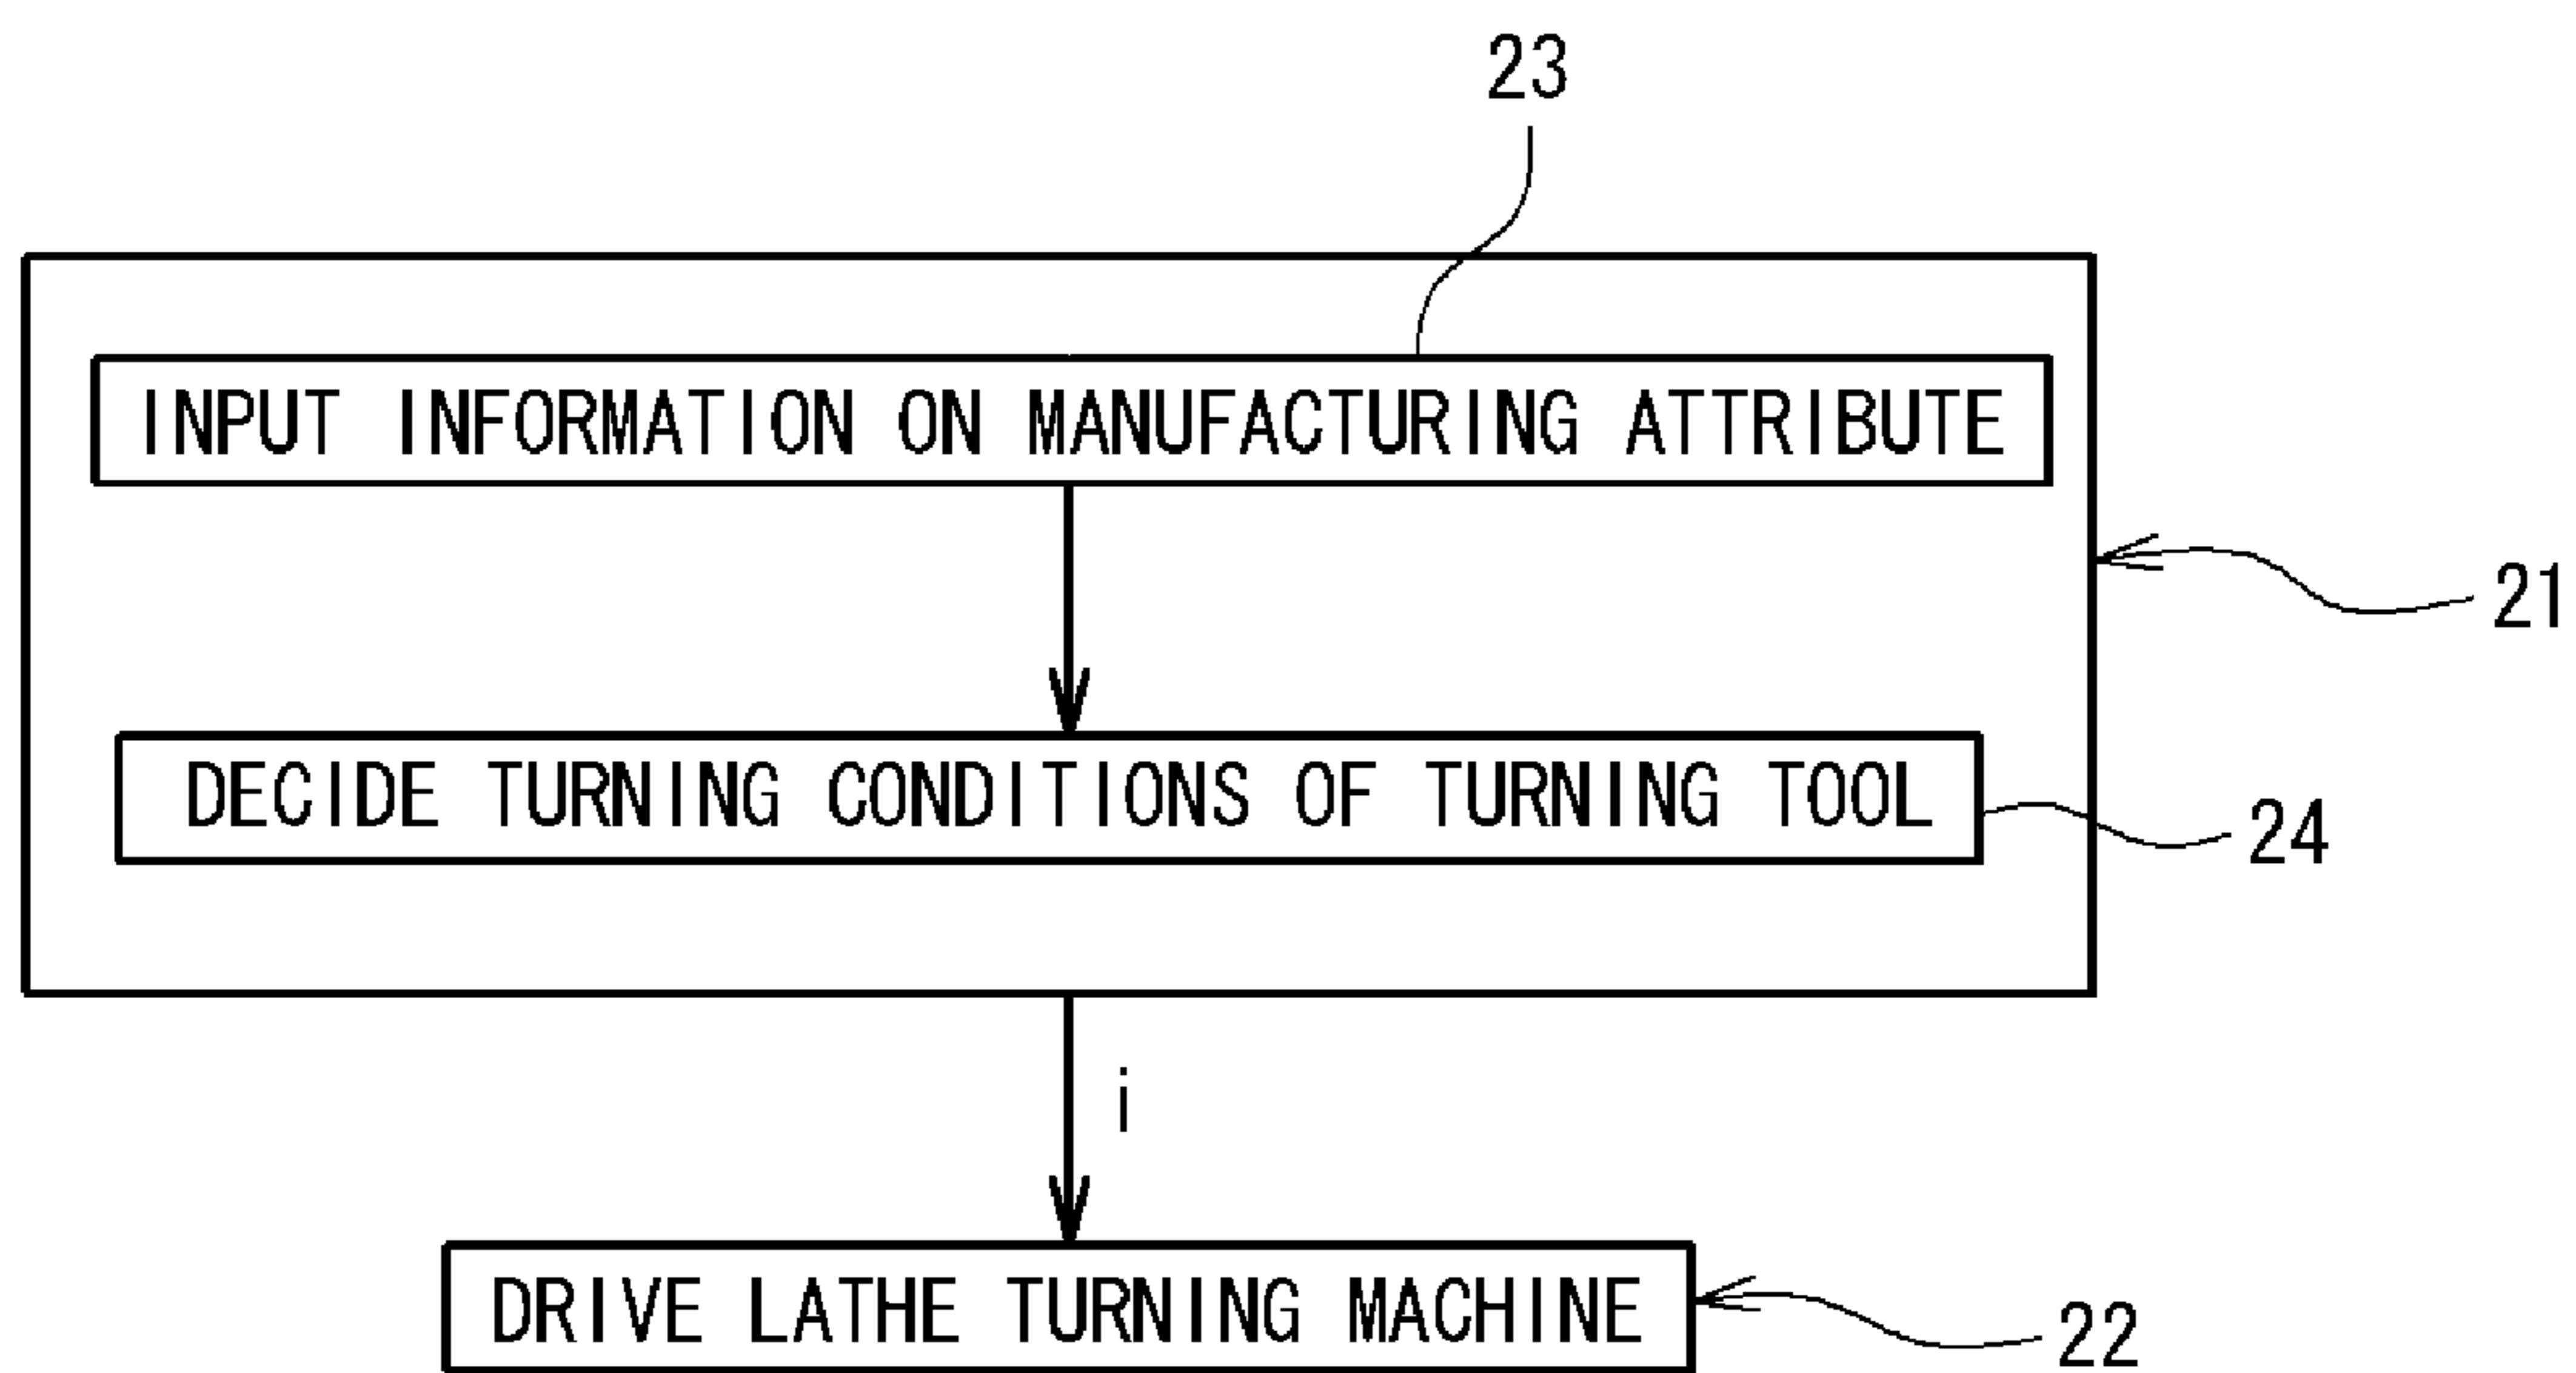 23
INPUT INFORMATION ON MANUFACTURING ATTRIBUTE
21
DECIDE TURNING CONDITIONS OF TURNING TOOL
24
i
DRIVE LATHE TURNING MACHINE
22